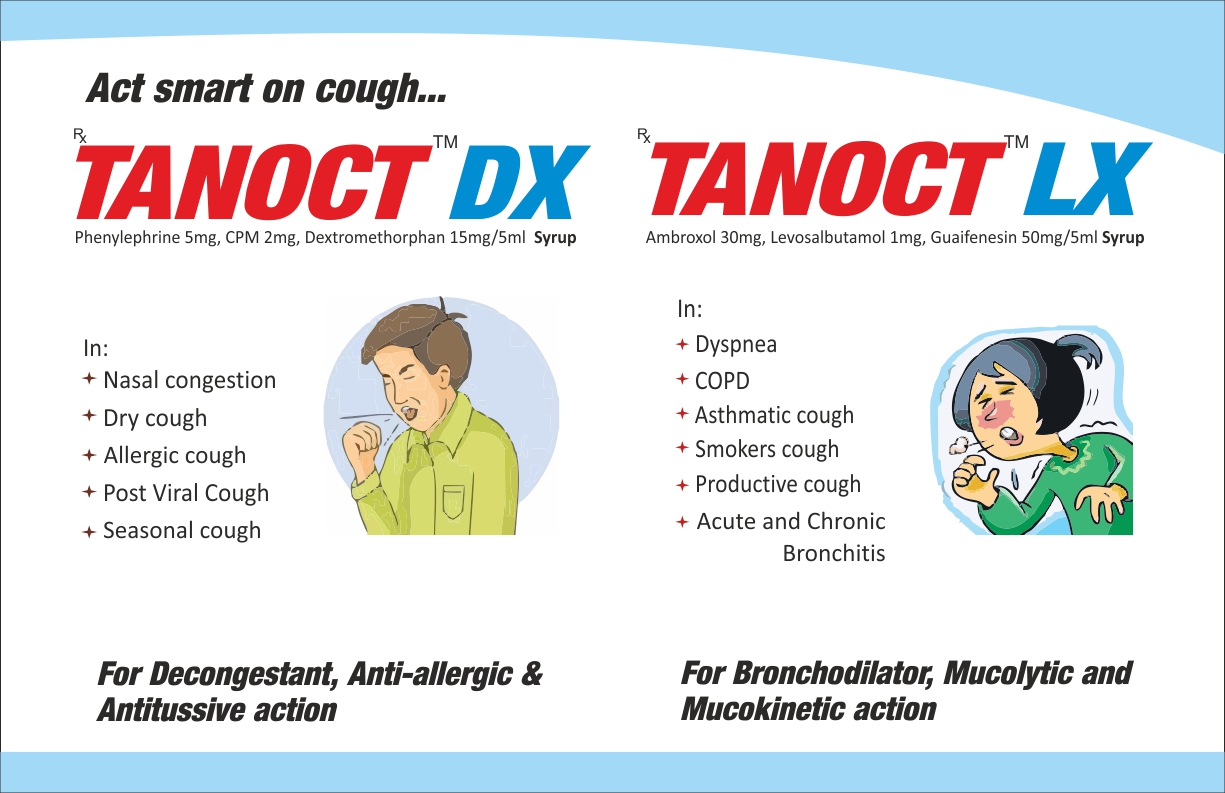 Act smart on cough...
Rx TANOCT™ DX
Phenylephrine 5mg, CPM 2mg, Dextromethorphan 15mg/5ml Syrup
In:
Nasal congestion
Dry cough
Allergic cough
Post Viral Cough
Seasonal cough
For Decongestant, Anti-allergic &
Antitussive action
Rx TANOCT™ LX
Ambroxol 30mg, Levosalbutamol 1mg, Guaifenesin 50mg/5ml Syrup
In:
Dyspnea
COPD
Asthmatic cough
Smokers cough
Productive cough
Acute and Chronic
Bronchitis
For Bronchodilator, Mucolytic and
Mucokinetic action